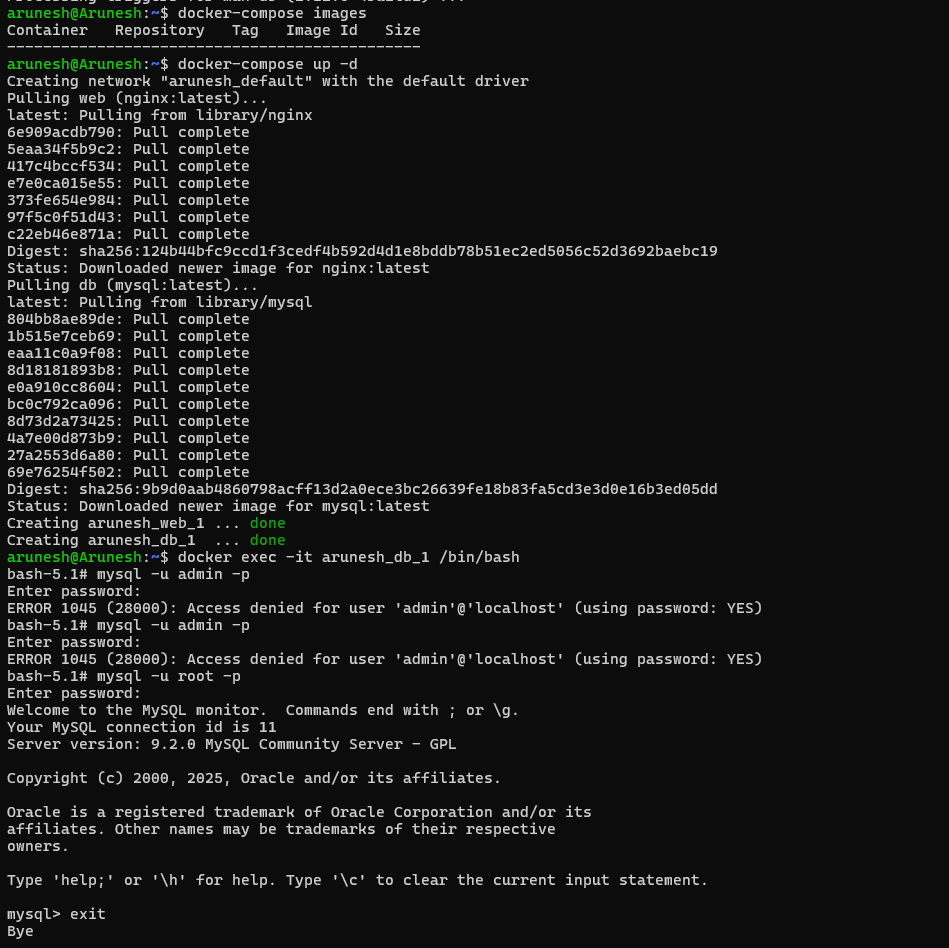 arunesh@Arunesh:~$ docker-compose images
Container   Repository   Tag   Image Id   Size
----------------------------------------------
arunesh@Arunesh:~$ docker-compose up -d
Creating network "arunesh_default" with the default driver
Pulling web (nginx:latest)...
latest: Pulling from library/nginx
6e909acdb790: Pull complete
5eaa34f5b9c2: Pull complete
417c4bccf534: Pull complete
e7e0ca015e55: Pull complete
373fe654e984: Pull complete
97f5c0f51d43: Pull complete
c22eb46e871a: Pull complete
Digest: sha256:124b44bfc9ccd1f3cedf4b592d4d1e8bddb78b51ec2ed5056c52d3692baebc19
Status: Downloaded newer image for nginx:latest
Pulling db (mysql:latest)...
latest: Pulling from library/mysql
804bb8ae89de: Pull complete
1b515e7ceb69: Pull complete
eaa11c0a9f08: Pull complete
8d18181893b8: Pull complete
e0a910cc8604: Pull complete
bc0c792ca096: Pull complete
8d73d2a73425: Pull complete
4a7e00d873b9: Pull complete
27a2553d6a80: Pull complete
69e76254f502: Pull complete
Digest: sha256:9b9d0aab4860798acff13d2a0ece3bc26639fe18b83fa5cd3e3d0e16b3ed05dd
Status: Downloaded newer image for mysql:latest
Creating arunesh_web_1 ... done
Creating arunesh_db_1  ... done
arunesh@Arunesh:~$ docker exec -it arunesh_db_1 /bin/bash
bash-5.1# mysql -u admin -p
Enter password:
ERROR 1045 (28000): Access denied for user 'admin'@'localhost' (using password: YES)
bash-5.1# mysql -u admin -p
Enter password:
ERROR 1045 (28000): Access denied for user 'admin'@'localhost' (using password: YES)
bash-5.1# mysql -u root -p
Enter password:
Welcome to the MySQL monitor.  Commands end with ; or \g.
Your MySQL connection id is 11
Server version: 9.2.0 MySQL Community Server - GPL

Copyright (c) 2000, 2025, Oracle and/or its affiliates.

Oracle is a registered trademark of Oracle Corporation and/or its
affiliates. Other names may be trademarks of their respective
owners.

Type 'help;' or '\h' for help. Type '\c' to clear the current input statement.

mysql> exit
Bye